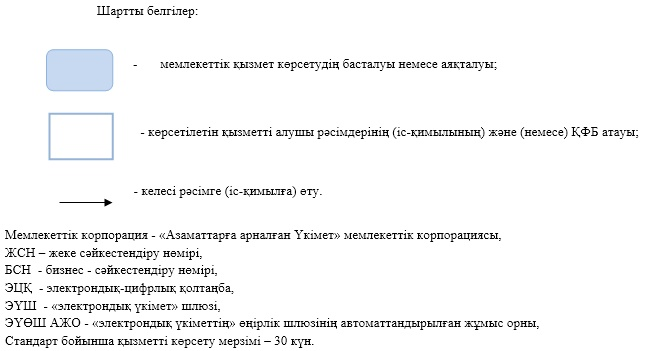 Шартты белгілер:
- мемлекеттік қызмет көрсетудің басталуы немесе аяқталуы;
- көрсетілетін қызметті алушы рәсімдерінің (іс-қимылының) және (немесе) ҚФБ атауы;
- келесі рәсімге (іс-қимылға) өту.
Мемлекеттік корпорация - «Азаматтарға арналған Үкімет» мемлекеттік корпорациясы,
ЖСН – жеке сәйкестендіру нөмірі,
БСН - бизнес - сәйкестендіру нөмірі,
ЭЦҚ - электрондық-цифрлық қолтаңба,
ЭҮШ - «электрондық үкімет» шлюзі,
ЭҮӨШ АЖО - «электрондық үкіметтің» өңірлік шлюзінің автоматтандырылған жұмыс орны,
Стандарт бойынша қызметті көрсету мерзімі – 30 күн.